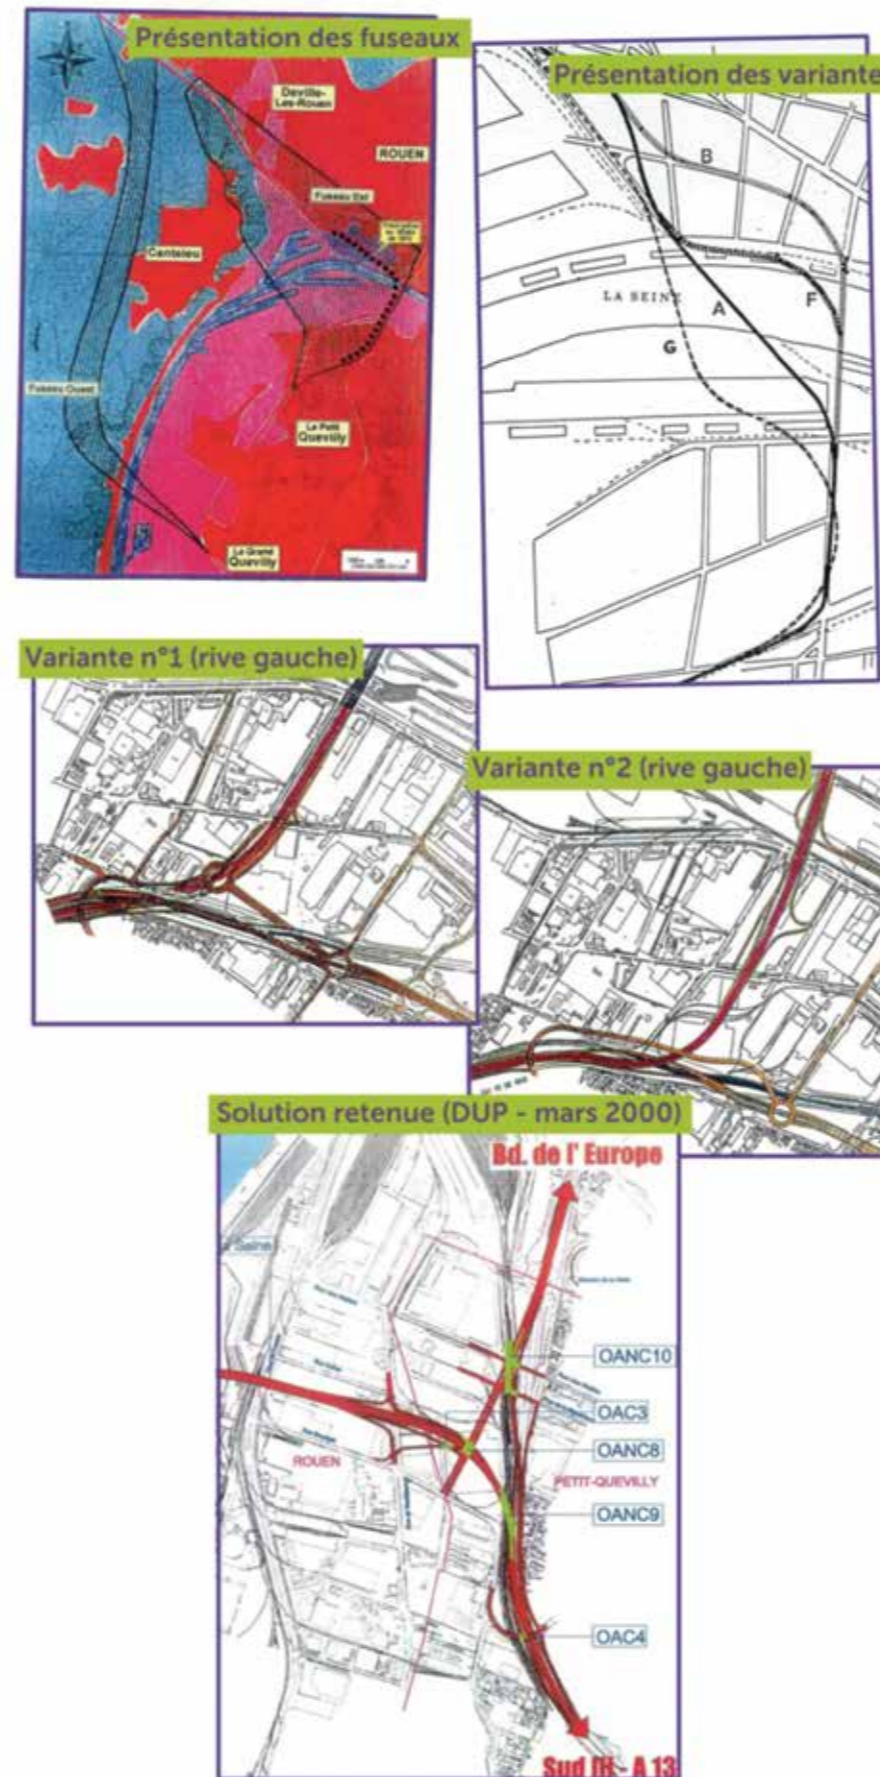 Présentation des fuseaux
Deville-
Les-Rouen
ROUEN
Fuseau Est
Canteleu
Fuseau Ouest
Le Petit
Quevilly
Le Grand
Quevilly
Présentation des variante
B
LA SEINE
A
F
G
Variante n°1 (rive gauche)
Variante n°2 (rive gauche)
Solution retenue (DUP - mars 2000)
Bd. de l' Europe
Seine
OANC10
OAC3
OANC8
ROUEN
PETIT-QUEVILLY
OANC9
OAC4
Sud III - A 13